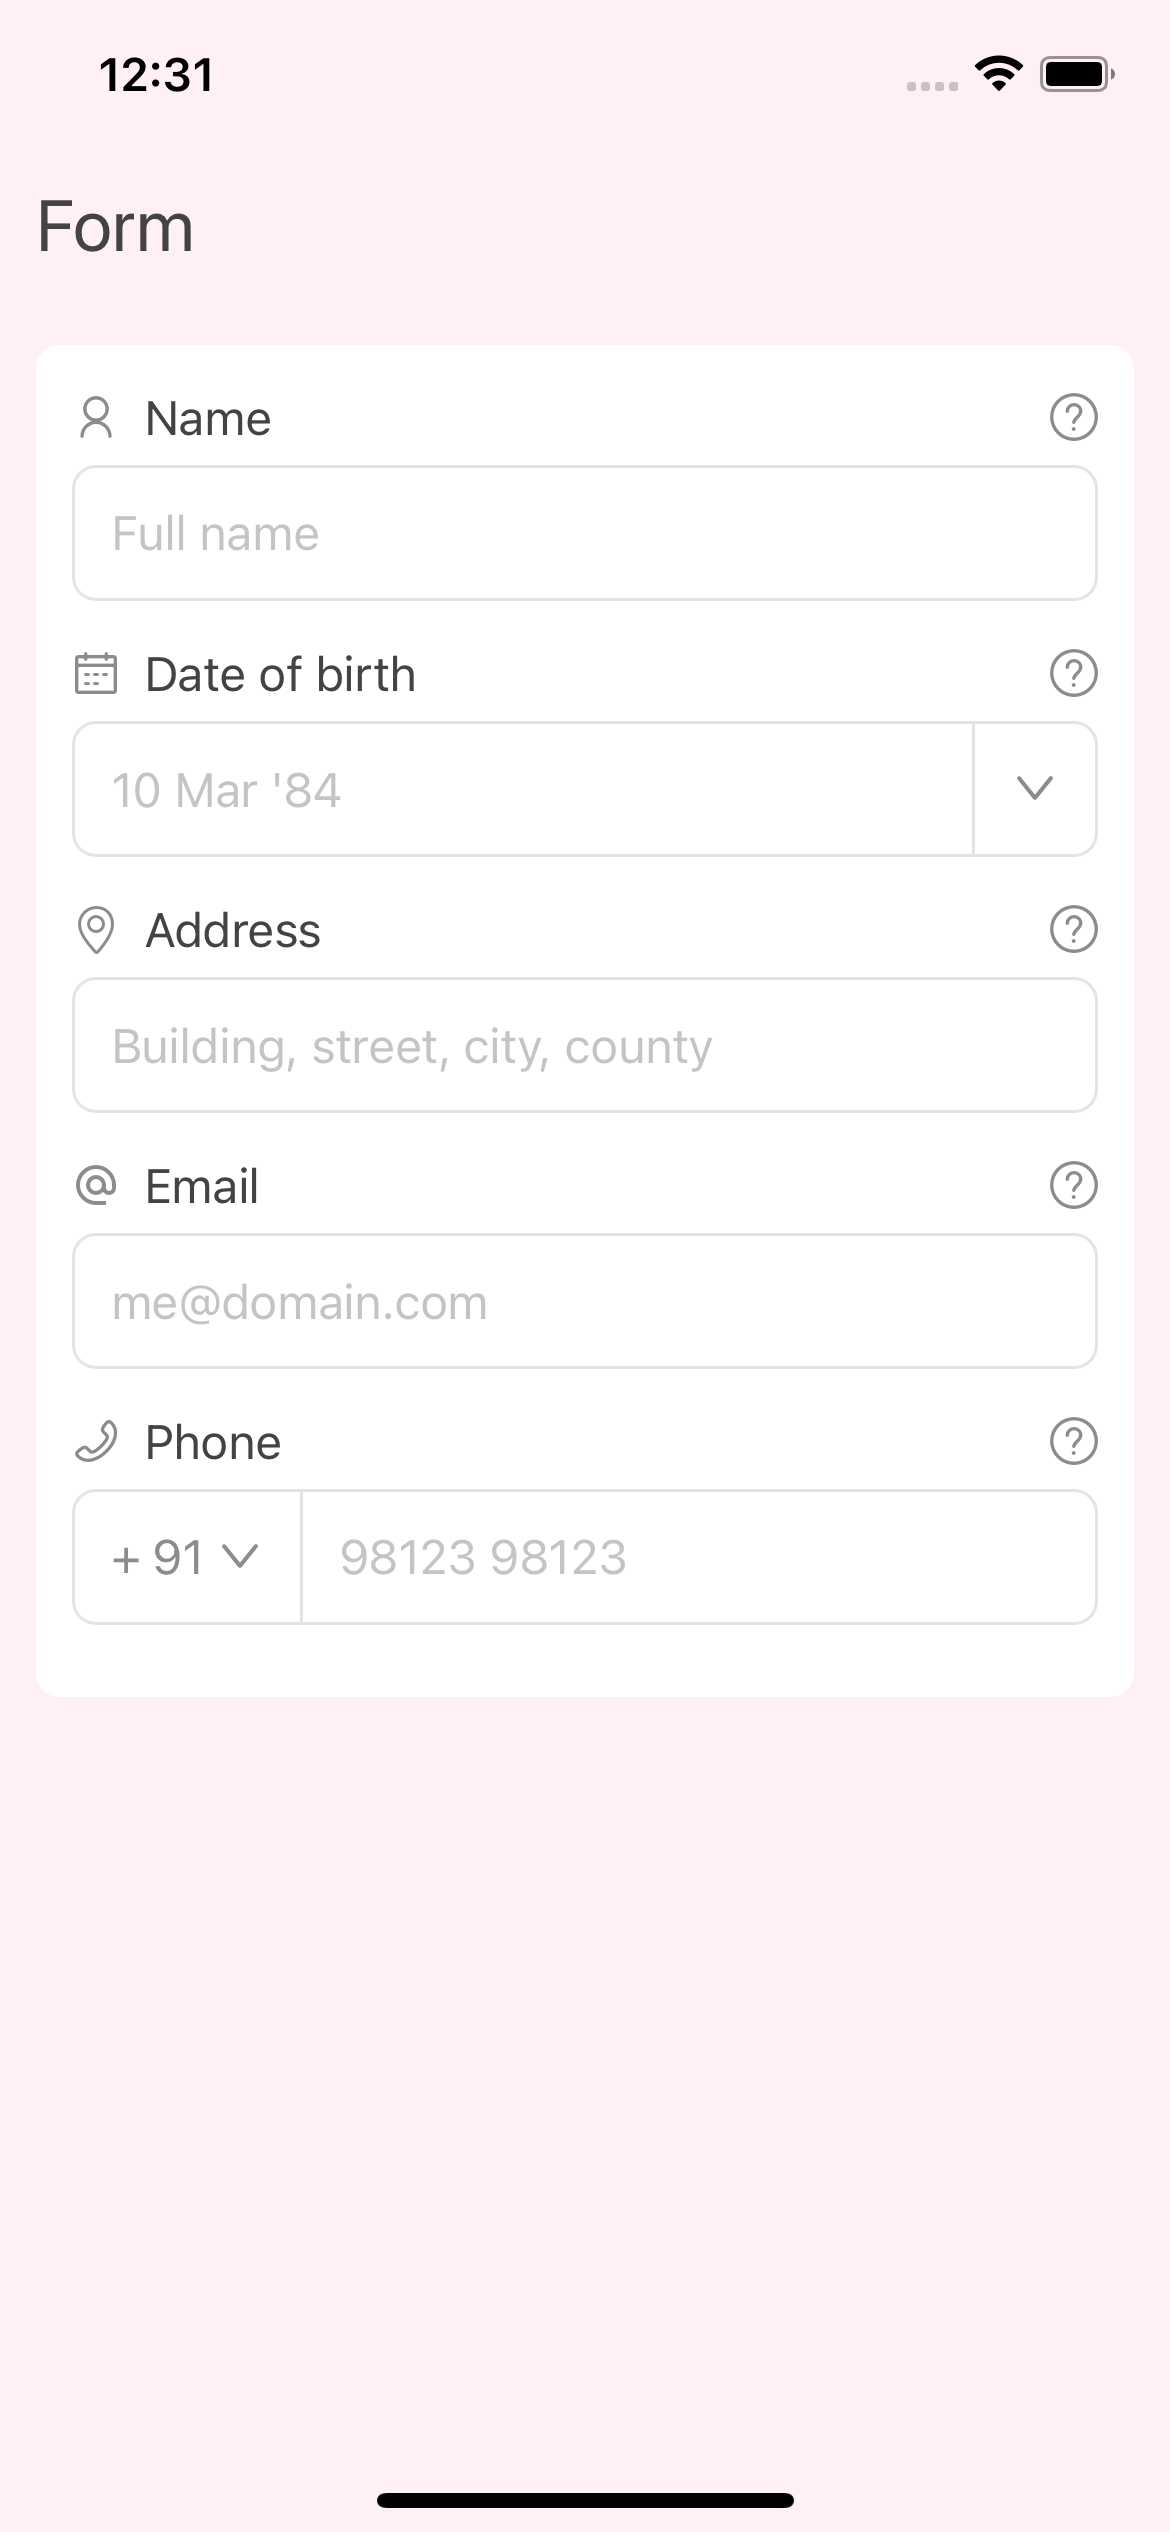 12:31
Form
Name
Full name
Date of birth
10 Mar '84
Address
Building, street, city, county
Email
me@domain.com
Phone
+ 91 98123 98123